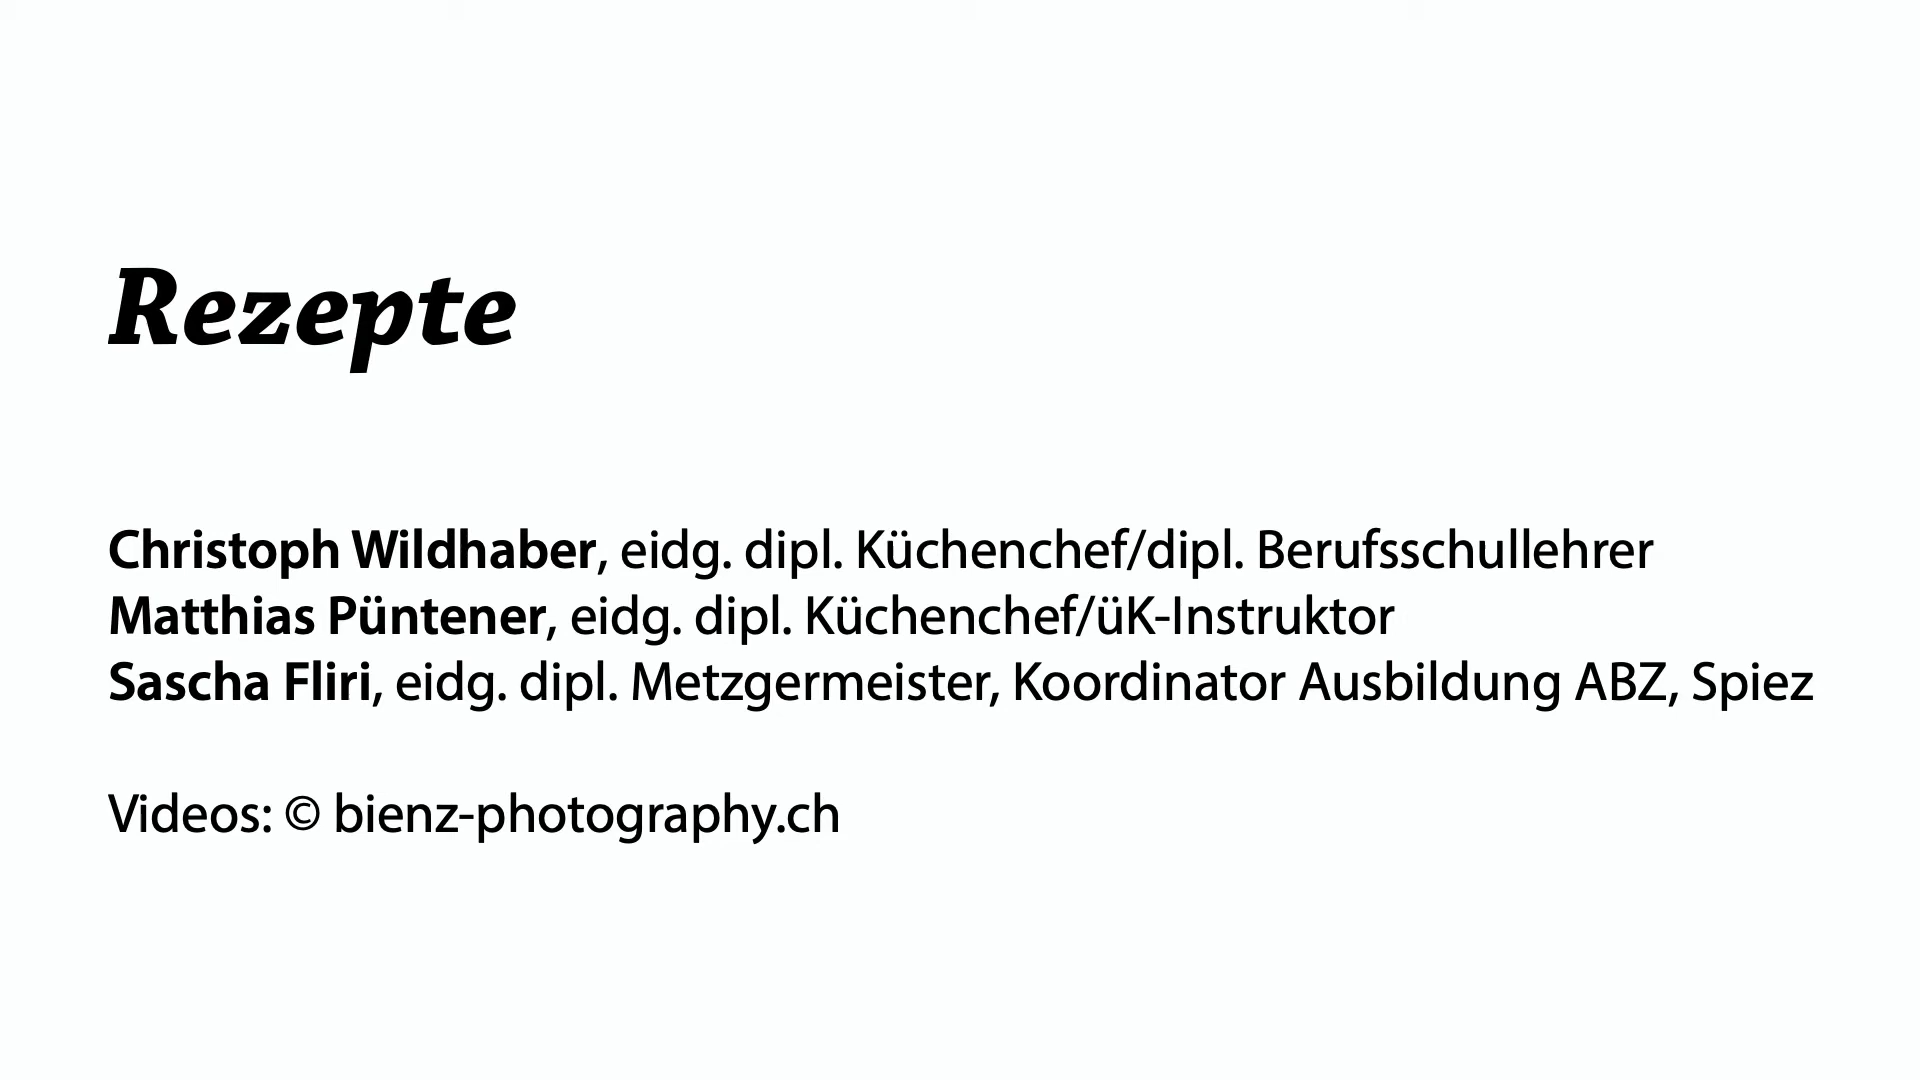 Rezepte
Christoph Wildhaber, eidg. dipl. Küchenchef/dipl. Berufsschullehrer
Matthias Püntener, eidg. dipl. Küchenchef/üK-Instruktor
Sascha Fliri, eidg. dipl. Metzgermeister, Koordinator Ausbildung ABZ, Spiez
Videos: © bienz-photography.ch